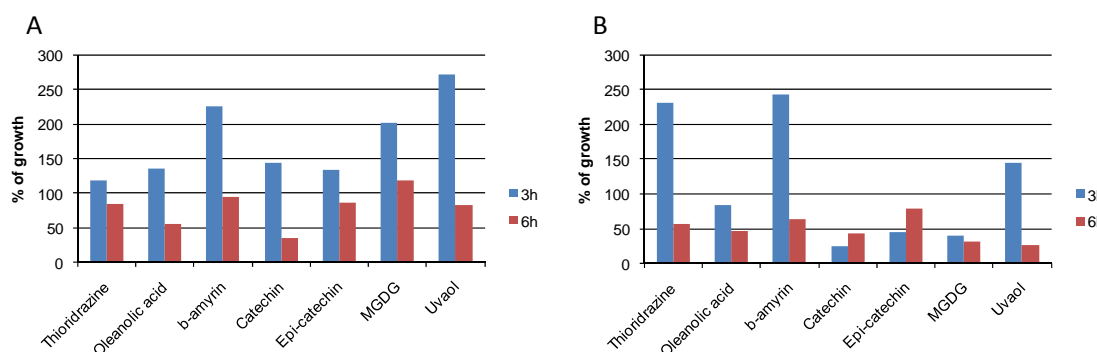 A
% of growth
300
250
200
150
100
50
0
Thioridrazine
Oleanolic acid
b-amyrin
Catechin
Epi-catechin
MGDG
Uvaol
3h
6h
B
% of growth
300
250
200
150
100
50
0
Thioridrazine
Oleanolic acid
b-amyrin
Catechin
Epi-catechin
MGDG
Uvaol
3
6